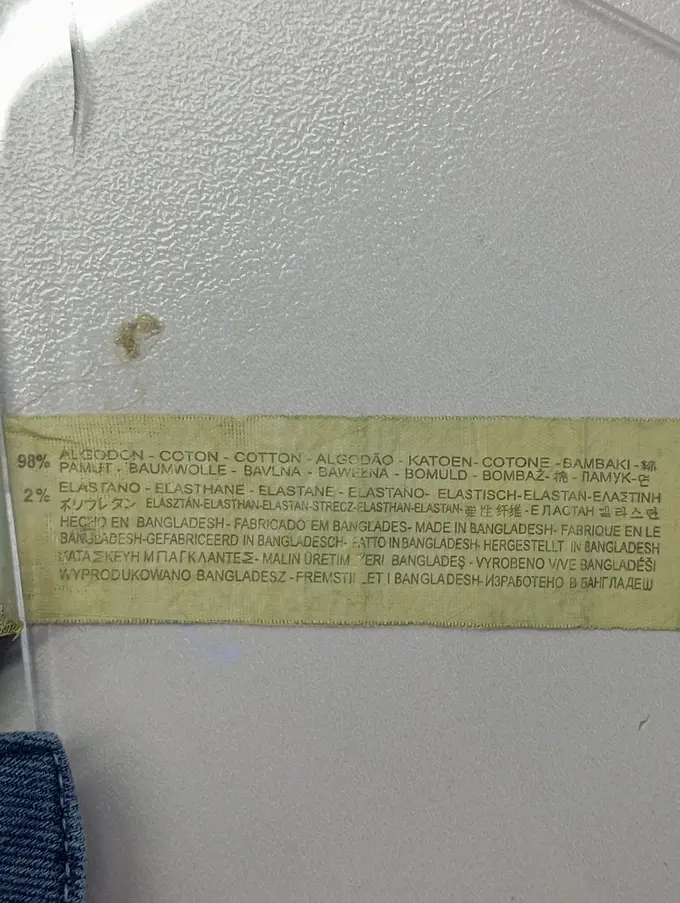 98% ALGODON - COTON - COTTON - ALGODÃO - KATOEN - COTONE - BAMBAKI - 綿
PAMUT - BAUMWOLLE - BAVLNA - BAWEŁNA - BOMULD - BOMBAŽ - 棉 - ПАМУК - 면
2% ELASTANO - ELASTHANE - ELASTANE - ELASTANO - ELASTISCH - ELASTAN - ΕΛΑΣΤΙΝΗ
ポリウレタン ELASZTÁN-ELASTHAN-ELASTAN-STRECZ-ELASTHAN-ELASTAN-弹性纤维-ЕЛАСТАН 엘라스판
HECHO EN BANGLADESH - FABRICADO EM BANGLADES - MADE IN BANGLADESH - FABRIQUE EN LE
BANGLADESH-GEFABRICEERD IN BANGLADESCH- FATTO IN BANGLADESH- HERGESTELLT IN BANGLADESH
ΚΑΤΑΣΚΕΥΗ ΜΠΑΓΚΛΑΝΤΕΣ - MALIN ÜRETIM YERI BANGLADEŞ - VYROBENO V/VE BANGLADÉŠI
WYPRODUKOWANO BANGLADESZ - FREMSTILLET I BANGLADESH-ИЗРАБОТЕНО В БАНГЛАДЕШ